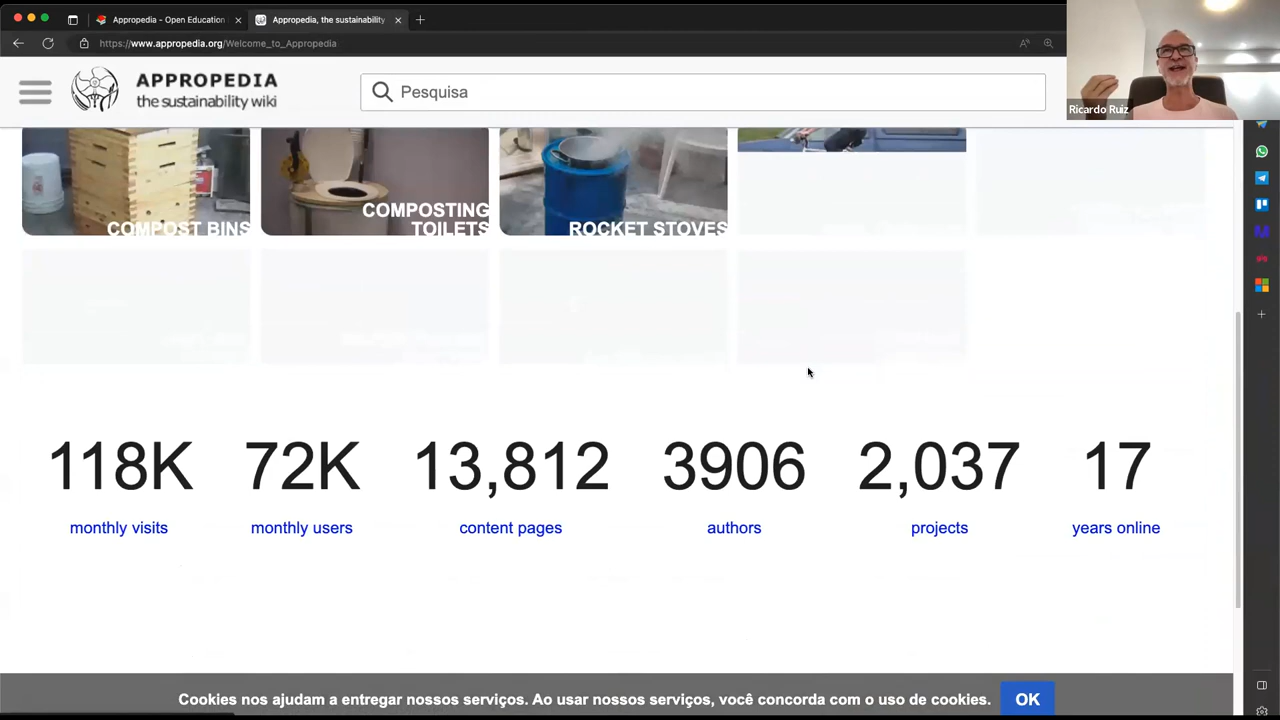 Appropedia - Open Education
Appropedia, the sustainability
https://www.appropedia.org/Welcome_to_Appropedia
APPROPEDIA
the sustainability wiki
Pesquisa
Ricardo Ruiz
COMPOST BINS
COMPOSTING
TOILETS
ROCKET STOVES
118K
monthly visits
72K
monthly users
13,812
content pages
3906
authors
2,037
projects
17
years online
Cookies nos ajudam a entregar nossos serviços. Ao usar nossos serviços, você concorda com o uso de cookies.
OK